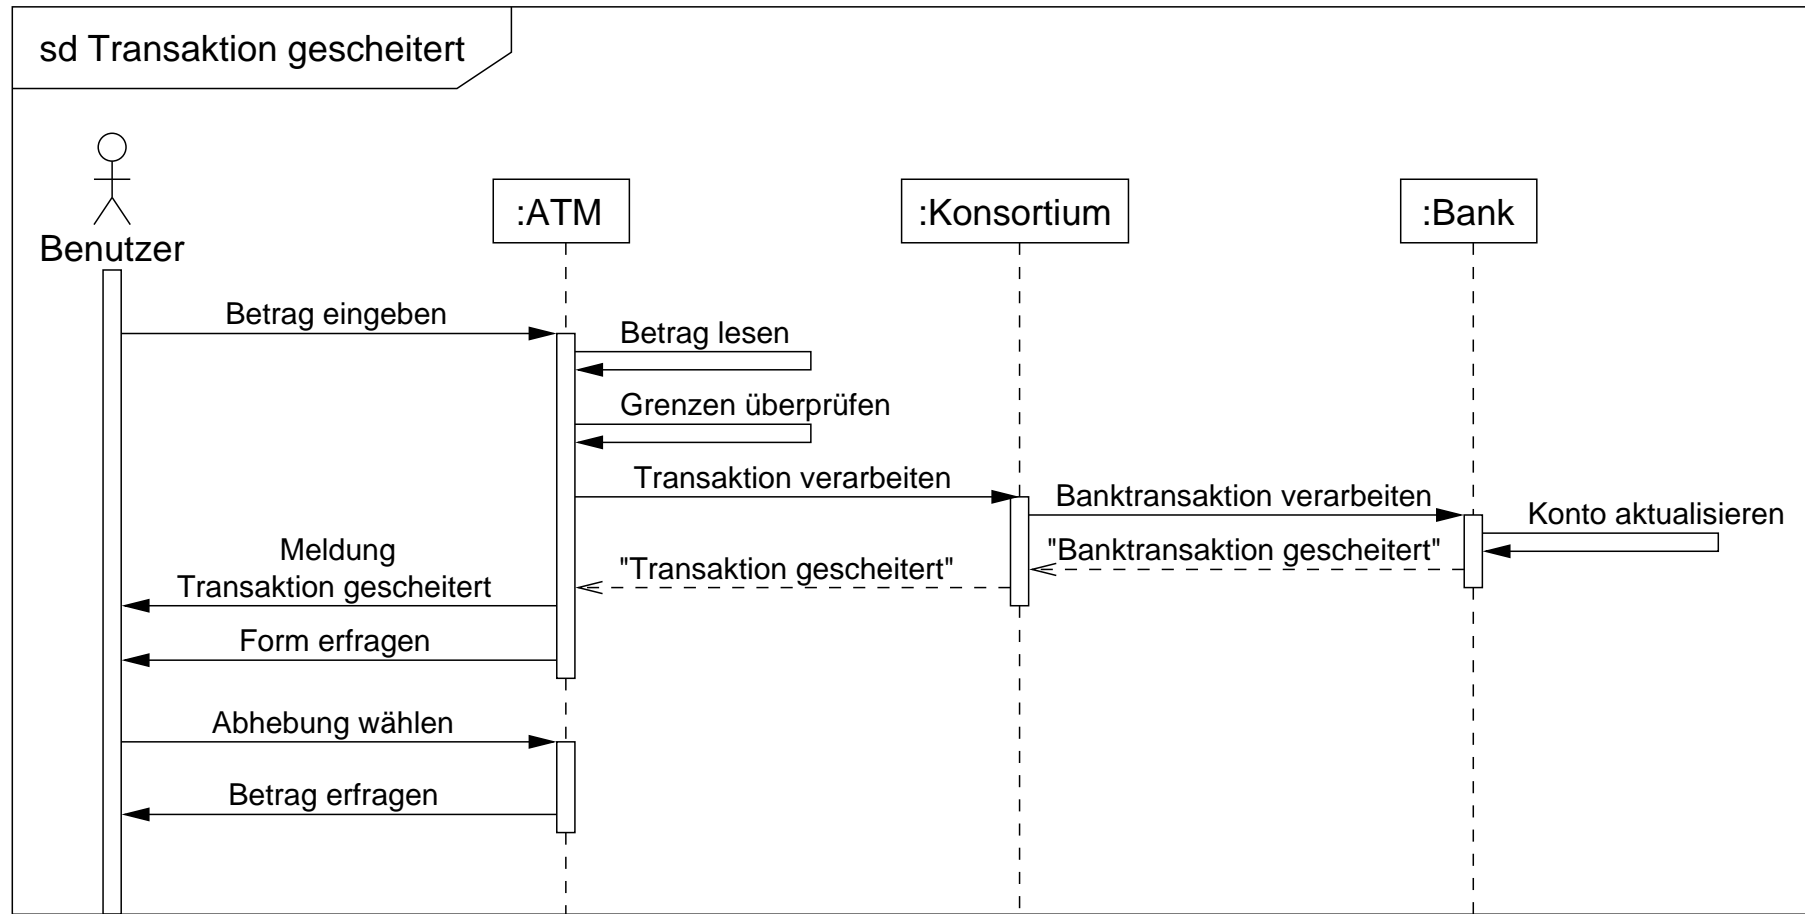 sd Transaktion gescheitert
Benutzer
:ATM
:Konsortium
:Bank
Betrag eingeben
Betrag lesen
Grenzen überprüfen
Transaktion verarbeiten
Banktransaktion verarbeiten
Konto aktualisieren
"Banktransaktion gescheitert"
"Transaktion gescheitert"
Meldung
Transaktion gescheitert
Form erfragen
Abhebung wählen
Betrag erfragen